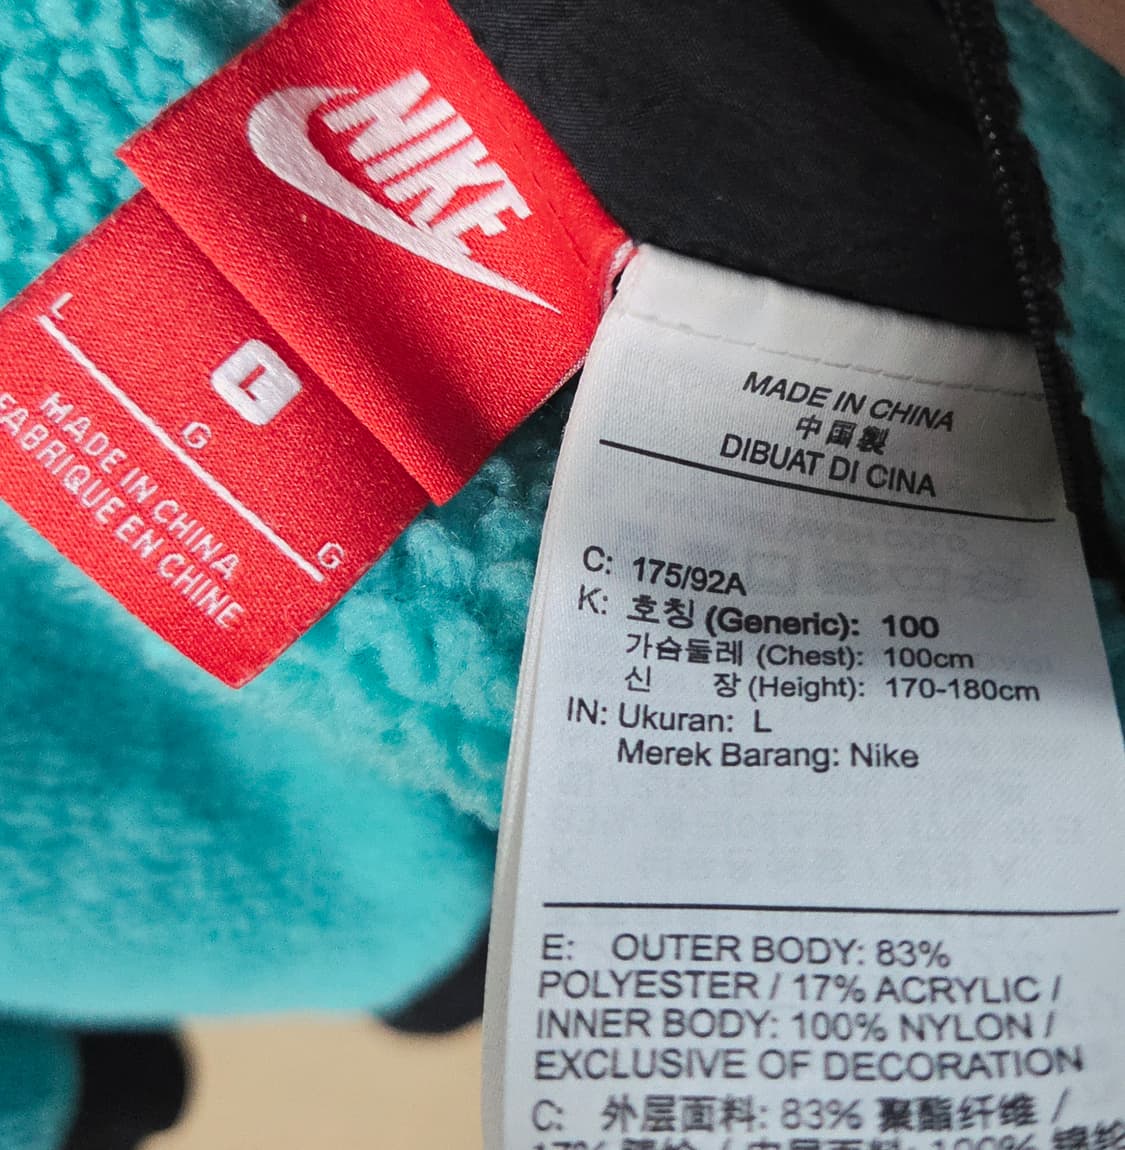 NIKE
L
L
G
G
MADE IN CHINA
FABRIQUE EN CHINE
MADE IN CHINA
中国製
DIBUAT DI CINA
C: 175/92A
K: 호칭 (Generic): 100
가슴둘레 (Chest): 100cm
신 장 (Height): 170-180cm
IN: Ukuran: L
Merek Barang: Nike
E: OUTER BODY: 83%
POLYESTER / 17% ACRYLIC /
INNER BODY: 100% NYLON /
EXCLUSIVE OF DECORATION
C: 外层面料: 83% 聚酯纤维 /